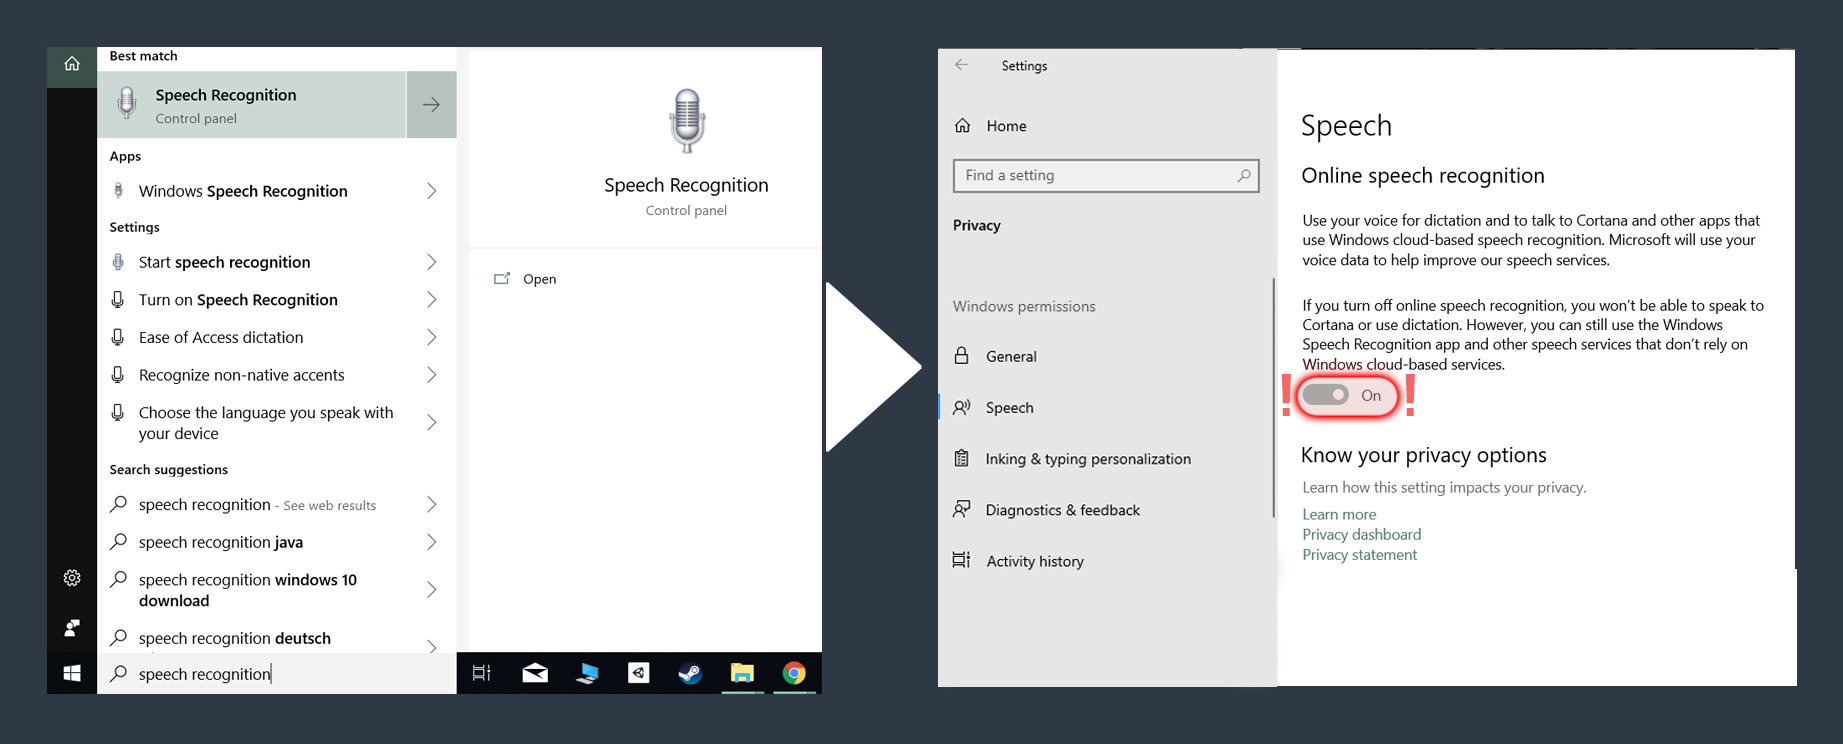 Best match
Speech Recognition
Control panel
Apps
Windows Speech Recognition
Settings
Start speech recognition
Turn on Speech Recognition
Ease of Access dictation
Recognize non-native accents
Choose the language you speak with
your device
Search suggestions
speech recognition - See web results
speech recognition java
speech recognition windows 10
download
speech recognition deutsch
speech recognition
Speech Recognition
Control panel
Open
Settings
Home
Find a setting
Privacy
Windows permissions
General
Speech
Inking & typing personalization
Diagnostics & feedback
Activity history
Speech
Online speech recognition
Use your voice for dictation and to talk to Cortana and other apps that
use Windows cloud-based speech recognition. Microsoft will use your
voice data to help improve our speech services.
If you turn off online speech recognition, you won't be able to speak to
Cortana or use dictation. However, you can still use the Windows
Speech Recognition app and other speech services that don't rely on
Windows cloud-based services.
! On !
Know your privacy options
Learn how this setting impacts your privacy.
Learn more
Privacy dashboard
Privacy statement